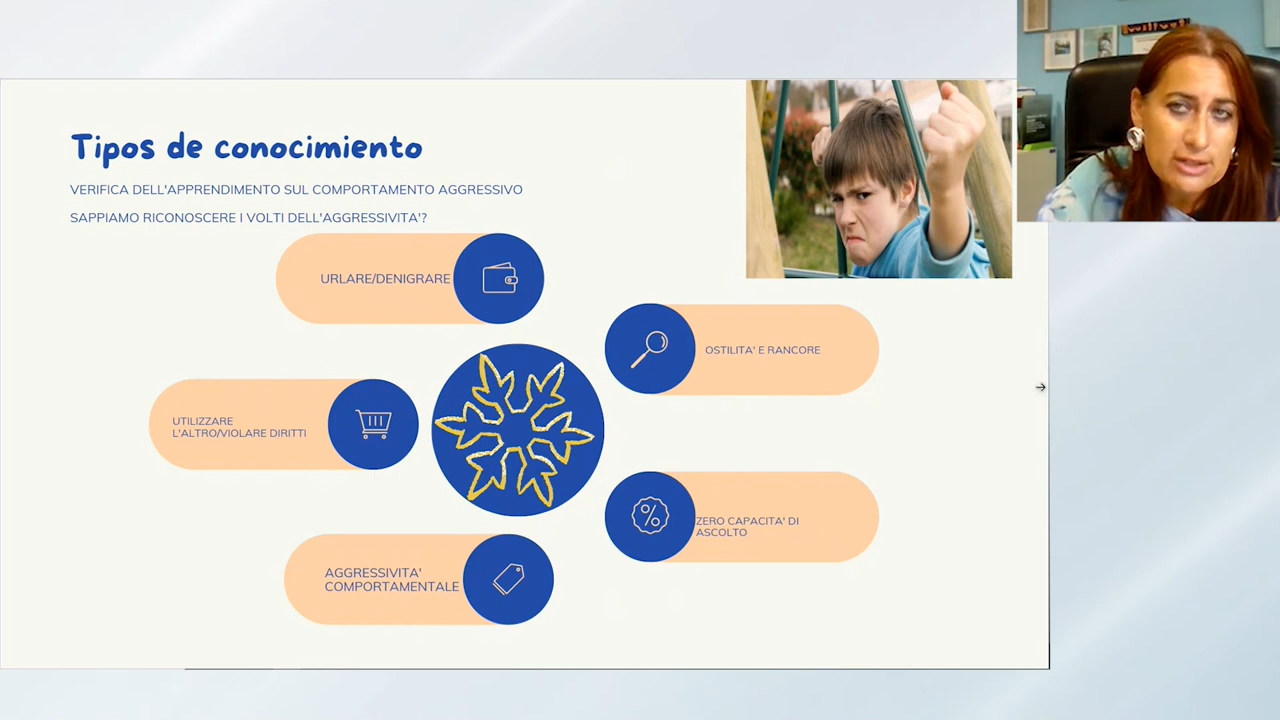 Tipos de conocimiento
VERIFICA DELL'APPRENDIMENTO SUL COMPORTAMENTO AGGRESSIVO
SAPPIAMO RICONOSCERE I VOLTI DELL'AGGRESSIVITA'?
URLARE/DENIGRARE
OSTILITA' E RANCORE
UTILIZZARE
L'ALTRO/VIOLARE DIRITTI
ZERO CAPACITA' DI
ASCOLTO
AGGRESSIVITA'
COMPORTAMENTALE